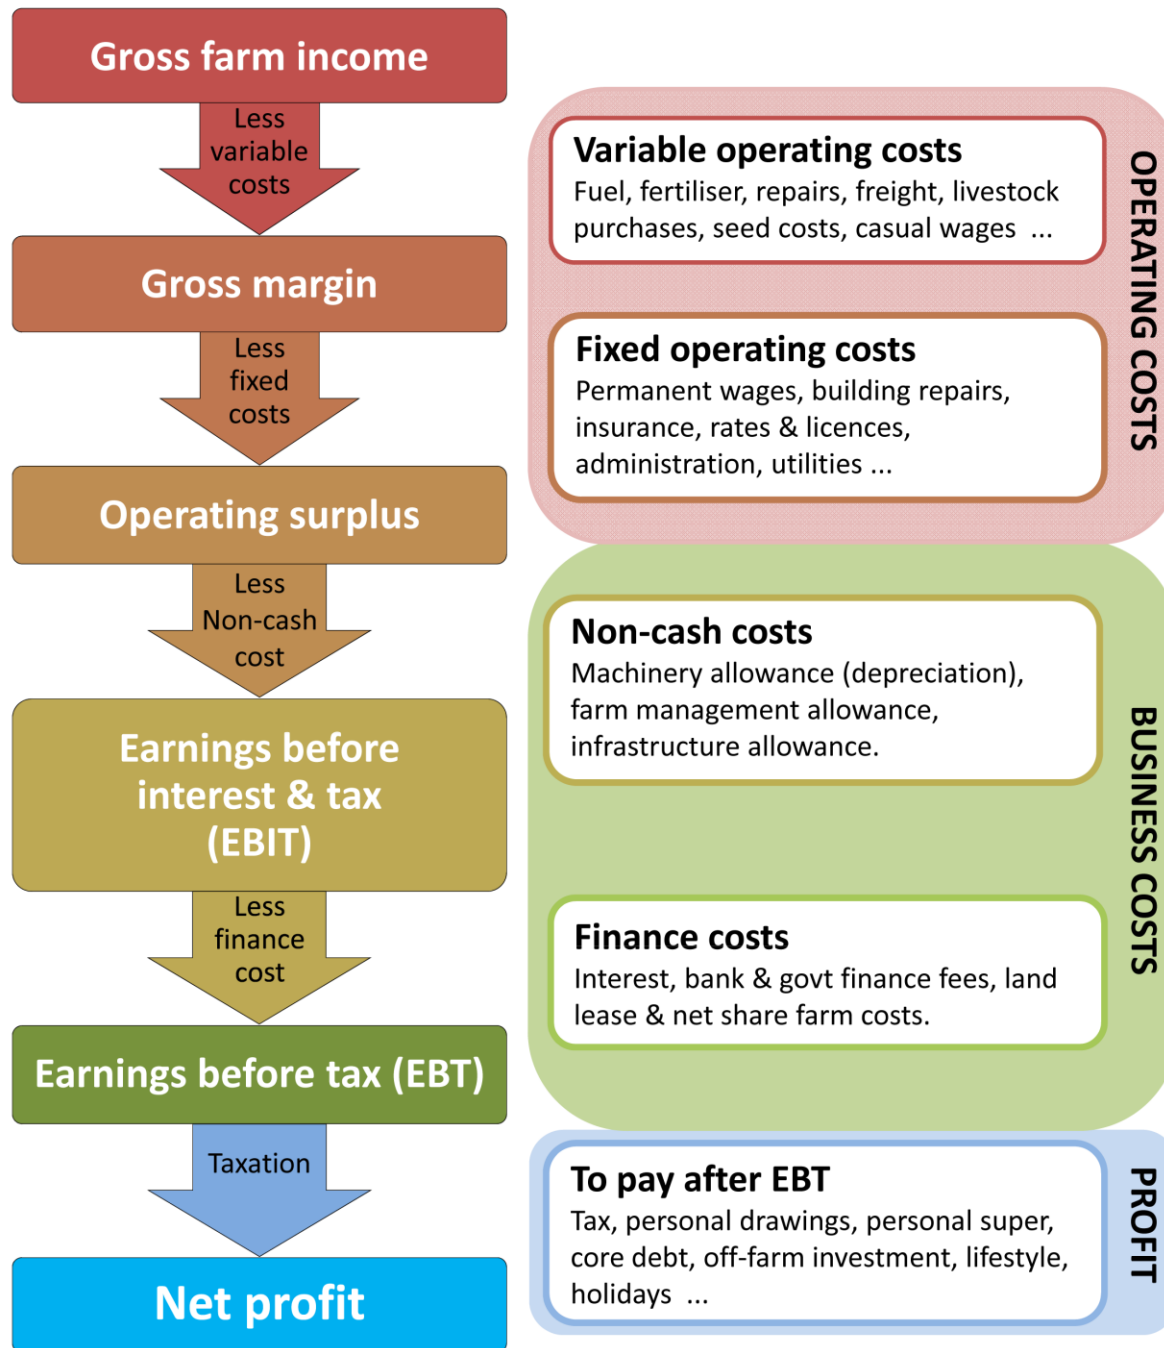 Gross farm income
Less
variable
costs
Gross margin
Less
fixed
costs
Operating surplus
Less
Non-cash
cost
Earnings before
interest & tax
(EBIT)
Less
finance
cost
Earnings before tax (EBT)
Taxation
Net profit
OPERATING COSTS
Variable operating costs
Fuel, fertiliser, repairs, freight, livestock
purchases, seed costs, casual wages ...
Fixed operating costs
Permanent wages, building repairs,
insurance, rates & licences,
administration, utilities ...
BUSINESS COSTS
Non-cash costs
Machinery allowance (depreciation),
farm management allowance,
infrastructure allowance.
Finance costs
Interest, bank & govt finance fees, land
lease & net share farm costs.
PROFIT
To pay after EBT
Tax, personal drawings, personal super,
core debt, off-farm investment, lifestyle,
holidays ...